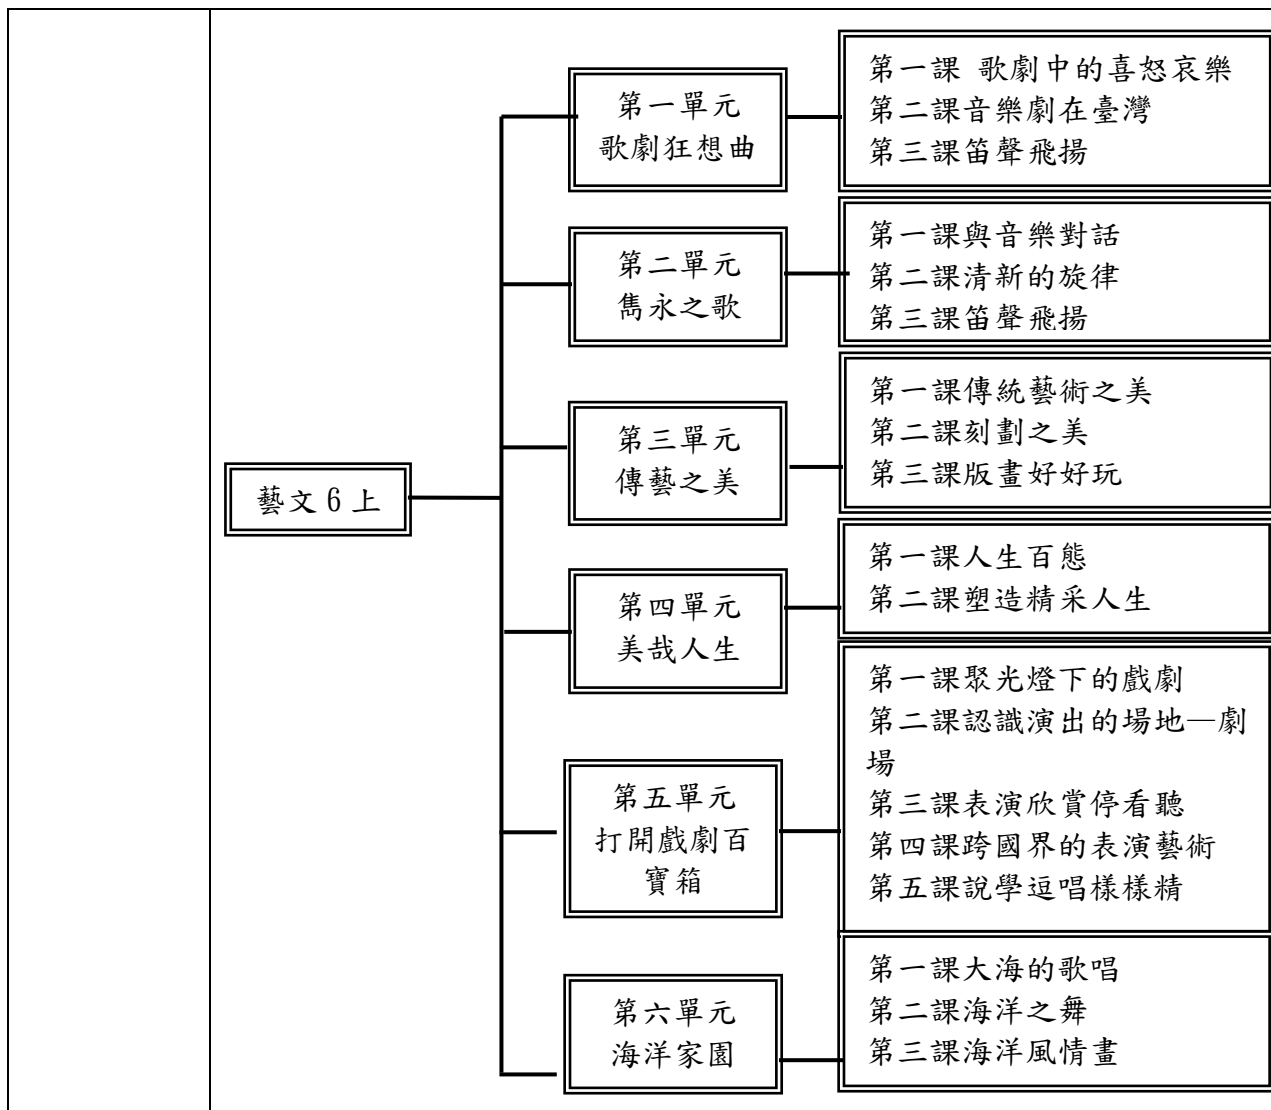 藝文 6 上
第一單元
歌劇狂想曲
第一課 歌劇中的喜怒哀樂
第二課音樂劇在臺灣
第三課笛聲飛揚
第二單元
雋永之歌
第一課與音樂對話
第二課清新的旋律
第三課笛聲飛揚
第三單元
傳藝之美
第一課傳統藝術之美
第二課刻劃之美
第三課版畫好好玩
第四單元
美哉人生
第一課人生百態
第二課塑造精采人生
第五單元
打開戲劇百
寶箱
第一課聚光燈下的戲劇
第二課認識演出的場地—劇
場
第三課表演欣賞停看聽
第四課跨國界的表演藝術
第五課說學逗唱樣樣精
第六單元
海洋家園
第一課大海的歌唱
第二課海洋之舞
第三課海洋風情畫